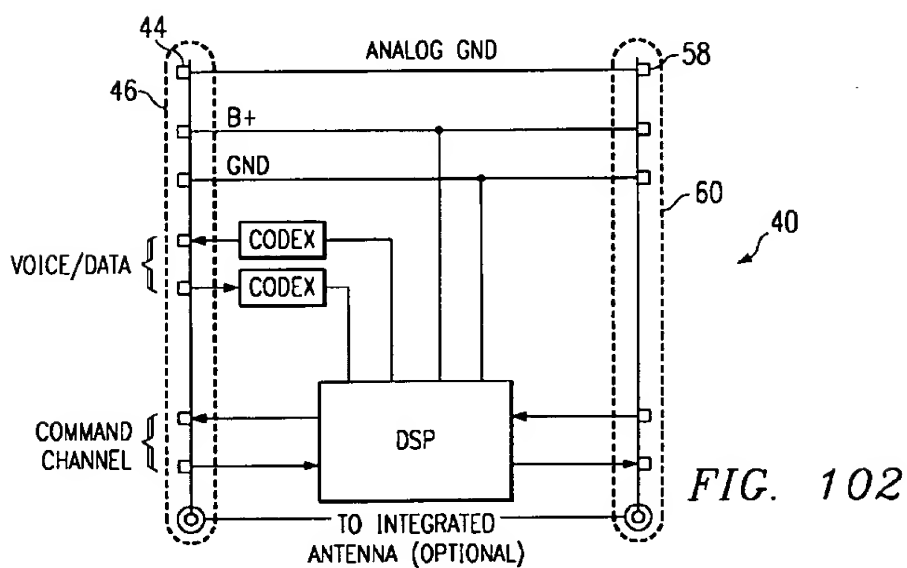 44
ANALOG GND
58
46
B+
GND
60
40
CODEX
VOICE/DATA
CODEX
COMMAND
CHANNEL
DSP
FIG. 102
TO INTEGRATED
ANTENNA (OPTIONAL)